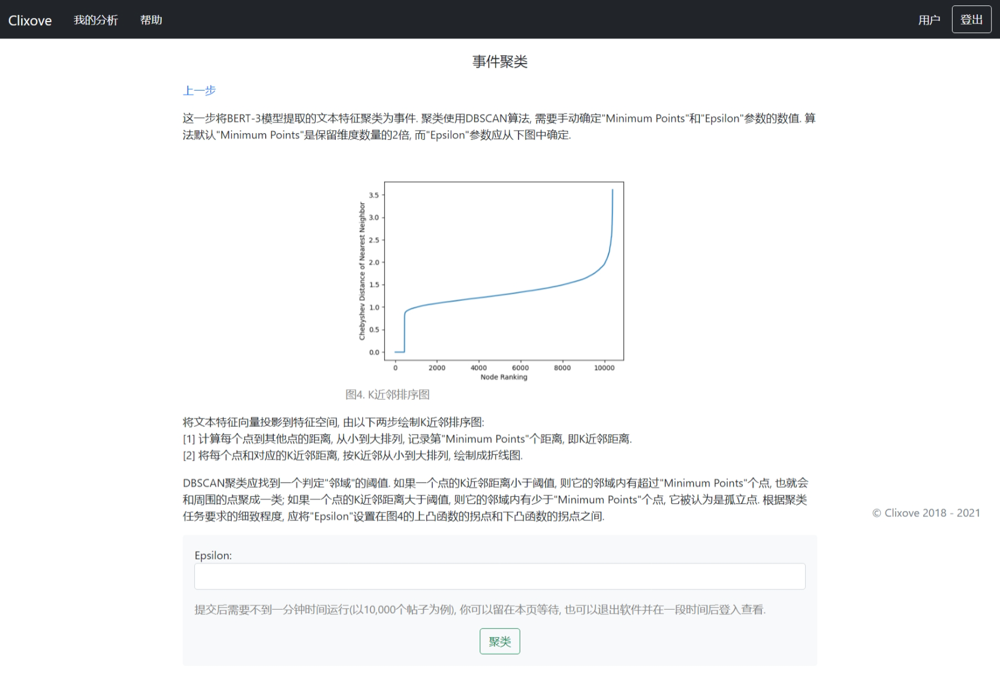 Clixove 我的分析 帮助 用户 登出
事件聚类
上一步
这一步将BERT-3模型提取的文本特征聚类为事件. 聚类使用DBSCAN算法, 需要手动确定"Minimum Points"和"Epsilon"参数的数值. 算
法默认"Minimum Points"是保留维度数量的2倍, 而"Epsilon"参数应从下图中确定.
Chebyshev Distance of Nearest Neighbor
3.5
3.0
2.5
2.0
1.5
1.0
0.5
0.0
0 2000 4000 6000 8000 10000
Node Ranking
图4. K近邻排序图
将文本特征向量投影到特征空间, 由以下两步绘制K近邻排序图:
[1] 计算每个点到其他点的距离, 从小到大排列, 记录第"Minimum Points"个距离, 即K近邻距离.
[2] 将每个点和对应的K近邻距离, 按K近邻从小到大排列, 绘制成折线图.
DBSCAN聚类应找到一个判定"邻域"的阈值. 如果一个点的K近邻距离小于阈值, 则它的邻域内有超过"Minimum Points"个点, 也就会
和周围的点聚成一类; 如果一个点的K近邻距离大于阈值, 则它的邻域内有少于"Minimum Points"个点, 它被认为是孤立点. 根据聚类
任务要求的细致程度, 应将"Epsilon"设置在图4的上凸函数的拐点和下凸函数的拐点之间.
© Clixove 2018 - 2021
Epsilon:
提交后需要不到一分钟时间运行(以10,000个帖子为例), 你可以留在本页等待, 也可以退出软件并在一段时间后登入查看.
聚类